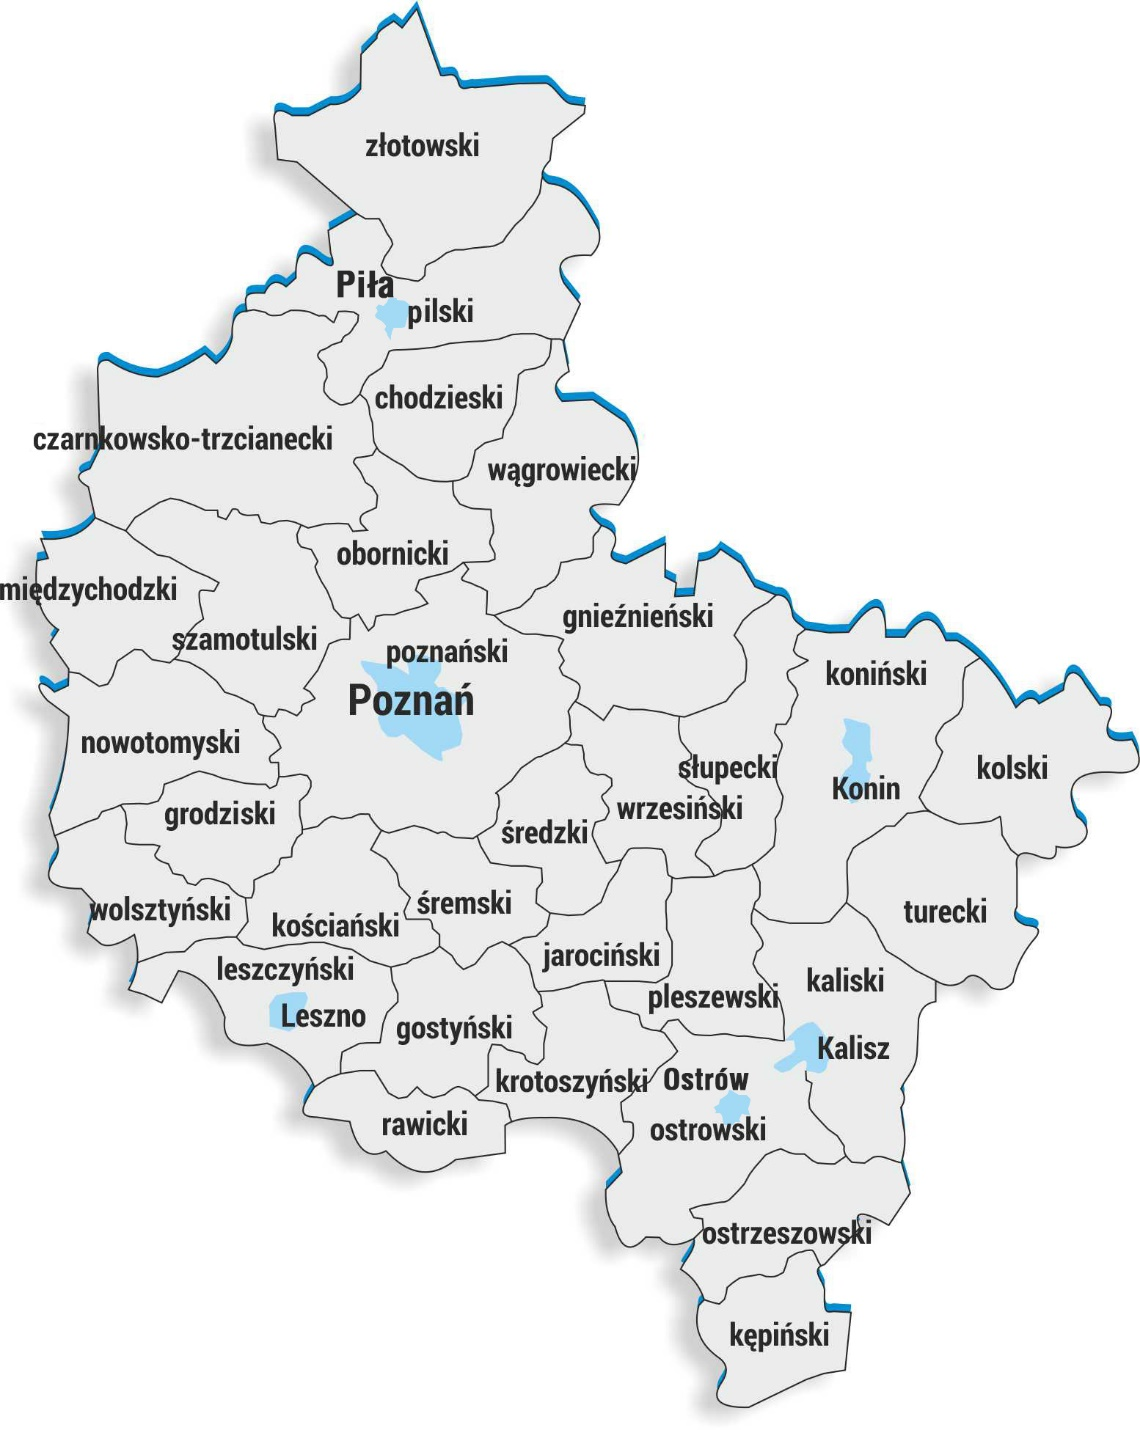 złotowski
Piła
pilski
chodzieski
czarnkowsko-trzcianecki
wągrowiecki
obornicki
międzychodzki
gnieźnieński
szamotulski
poznański
koniński
Poznań
nowotomyski
słupecki
kolski
Konin
wrzesiński
grodziski
średzki
wolsztyński
śremski
turecki
kościański
jarociński
leszczyński
kaliski
pleszewski
Leszno
gostyński
Kalisz
krotoszyński
Ostrów
rawicki
ostrowski
ostrzeszowski
kępiński